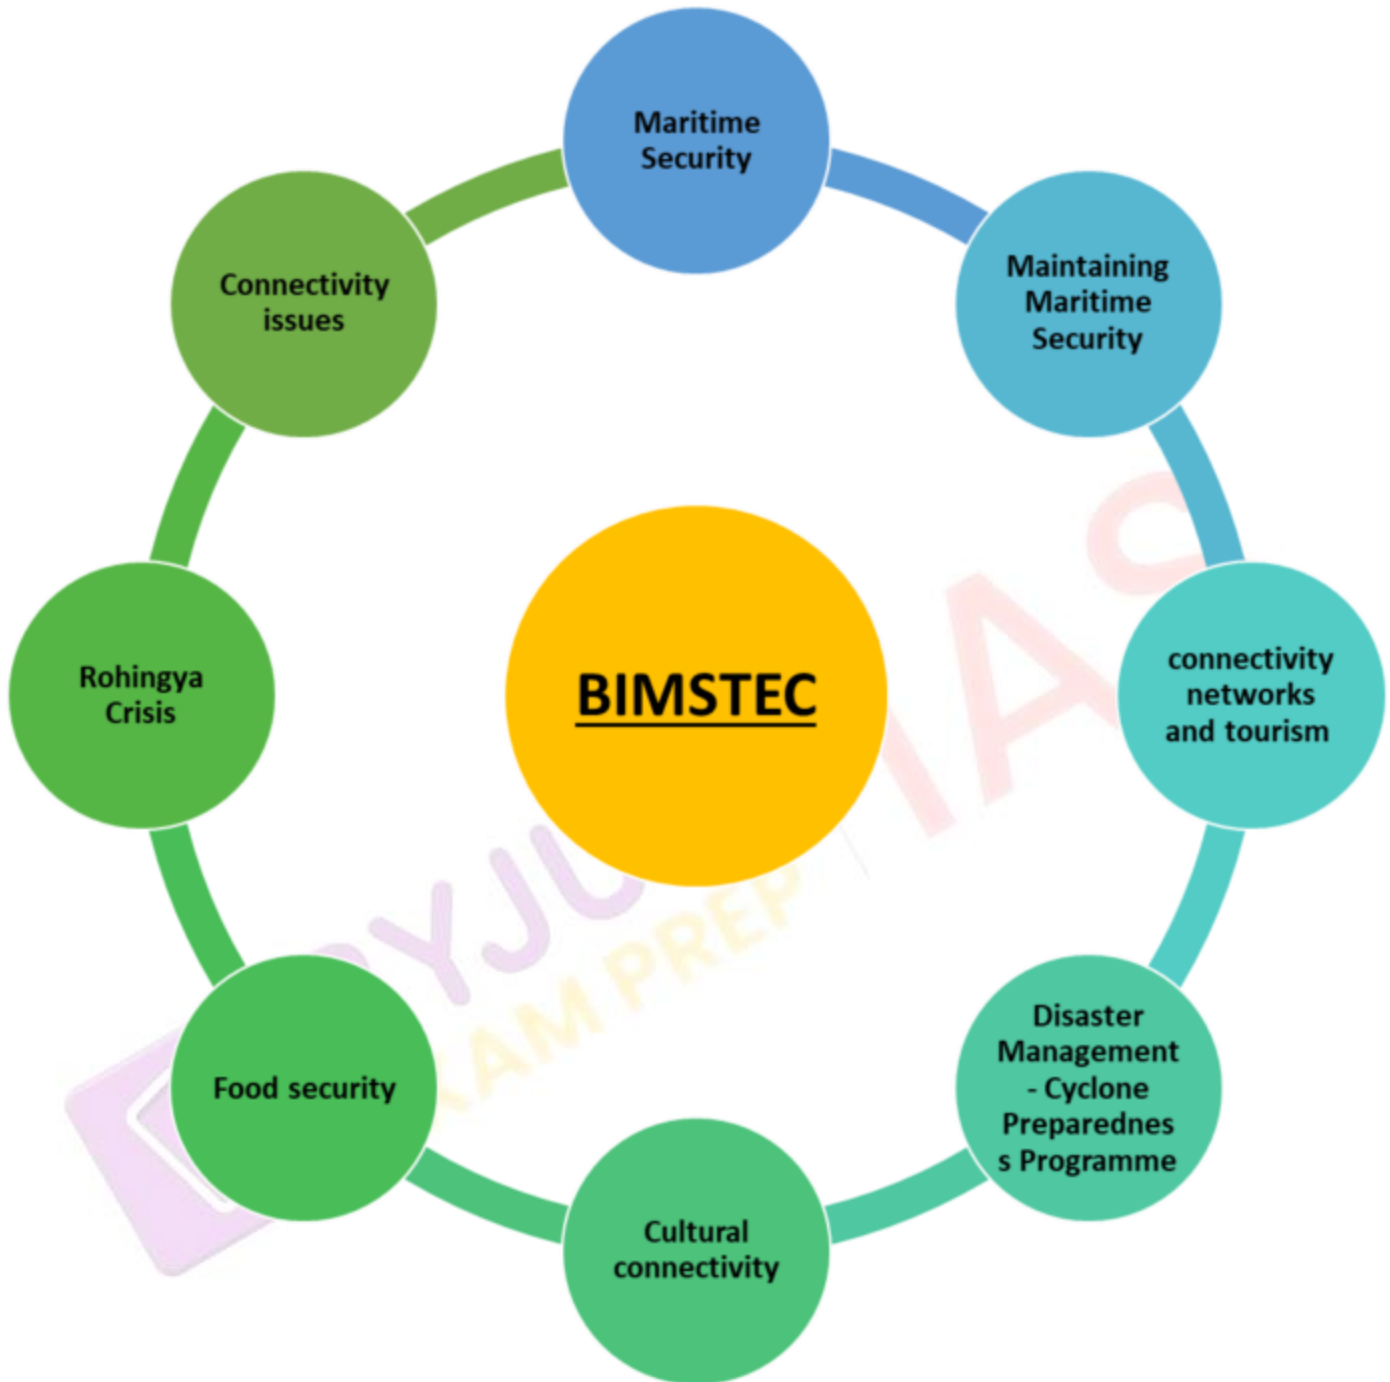 Maritime
Security
Maintaining
Maritime
Security
connectivity
networks
and tourism
Disaster
Management
- Cyclone
Preparednes
s Programme
Cultural
connectivity
Food security
Rohingya
Crisis
Connectivity
issues
BIMSTEC
IAS